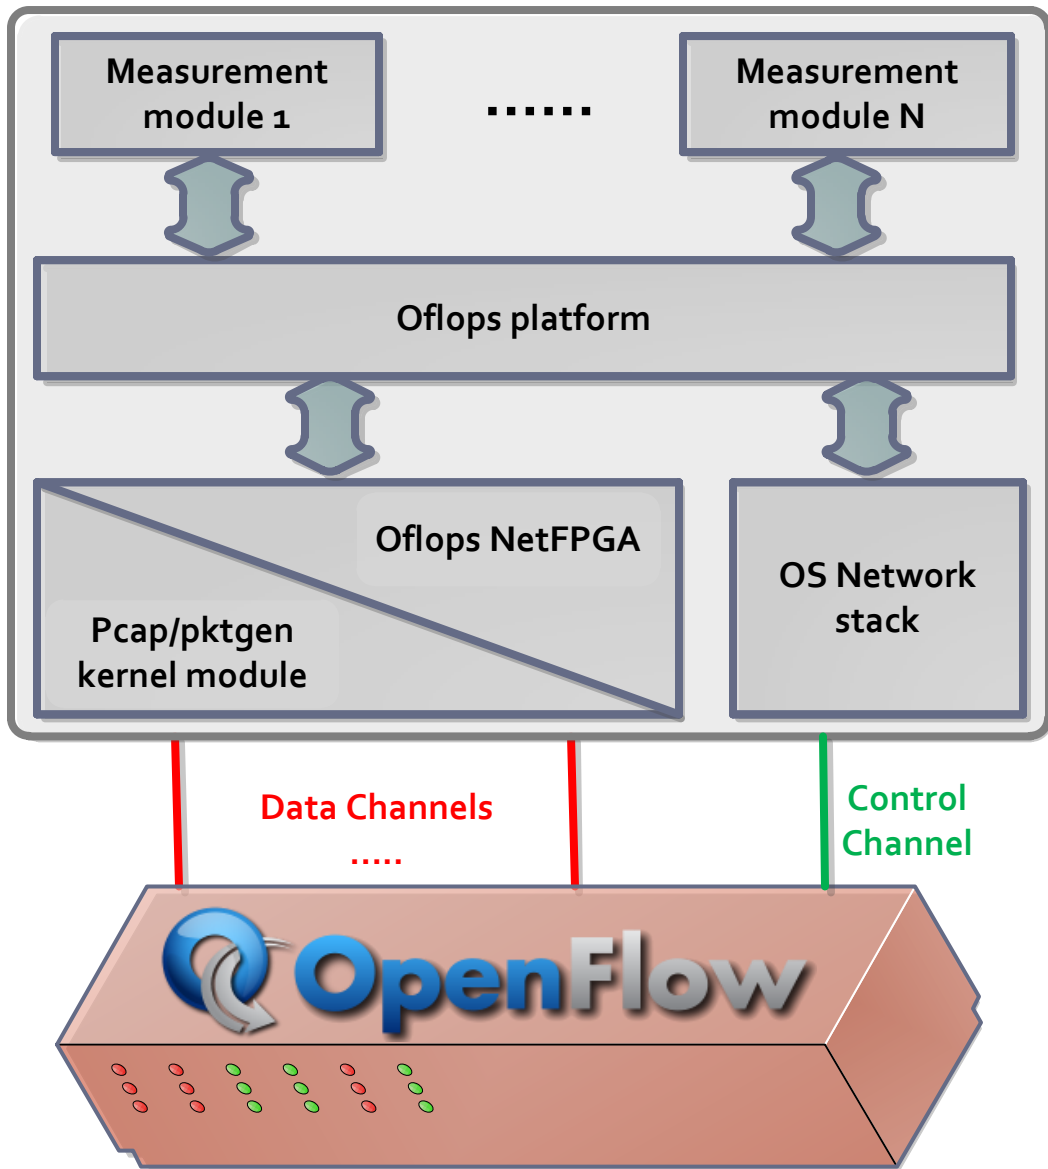 Measurement
module 1
......
Measurement
module N
Oflops platform
Oflops NetFPGA
Pcap/pktgen
kernel module
OS Network
stack
Data Channels
.....
Control
Channel
OpenFlow